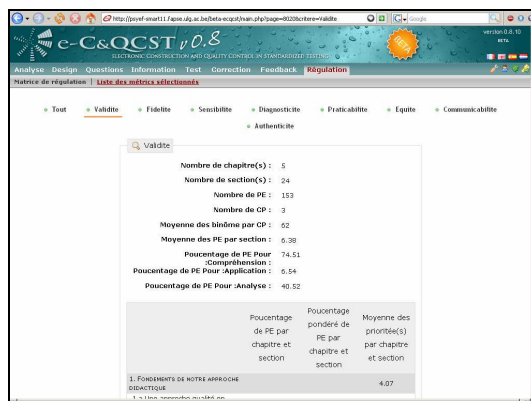 http://psyef-smart11.fapse.ulg.ac.be/beta-ecqcst/main.php?page=8020&critere=Validite
Google
e-C&QCST v0.8
ELECTRONIC CONSTRUCTION AND QUALITY CONTROL IN STANDARDIZED TESTING
BETA
version 0.8.10
BETA
Analyse Design Questions Information Test Correction Feedback Régulation
Matrice de régulation | Liste des métrics sélectionnés
Tout Validite Fidelite Sensibilite Diagnosticite Praticabilite Equite Communicabilite
Authenticite
Validite
Nombre de chapitre(s) : 5
Nombre de section(s) : 24
Nombre de PE : 153
Nombre de CP : 3
Moyenne des binôme par CP : 62
Moyenne des PE par section : 6.38
Poucentage de PE Pour :Compréhension : 74.51
Poucentage de PE Pour :Application : 6.54
Poucentage de PE Pour :Analyse : 40.52
Poucentage de PE par chapitre et section
Poucentage pondéré de PE par chapitre et section
Moyenne des prioritée(s) par chapitre et section
1. FONDEMENTS DE NOTRE APPROCHE DIDACTIQUE 4.07
1.a Une approche qualité en